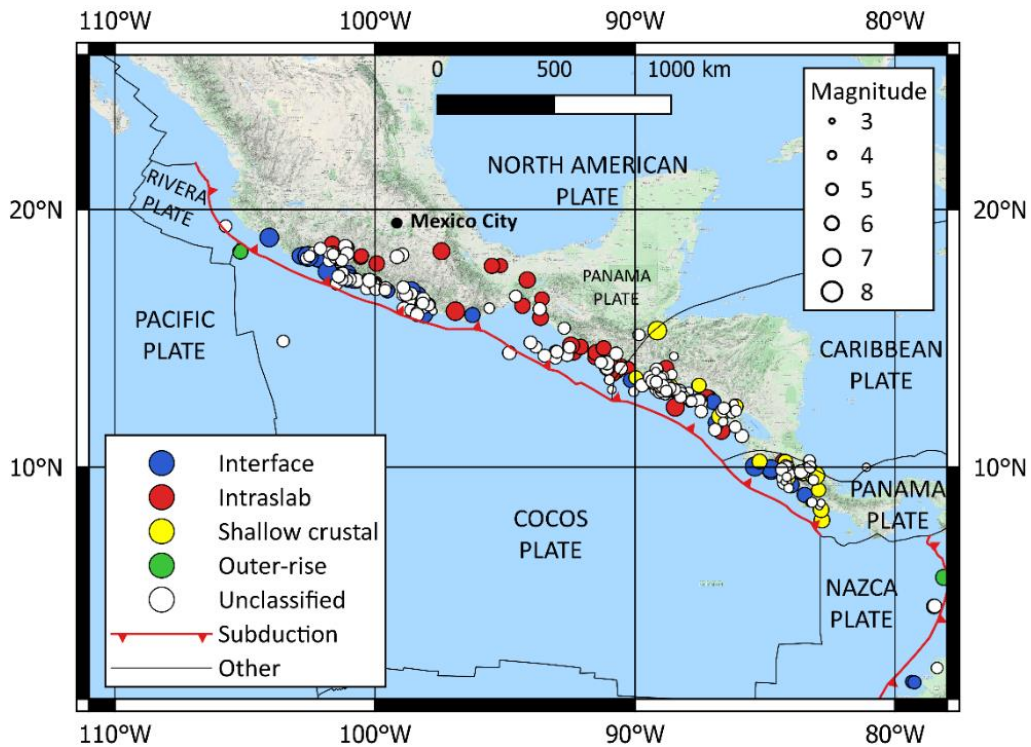 110°W 100°W 90°W 80°W
0 500 1000 km
Magnitude
3
4
5
6
7
8
NORTH AMERICAN
PLATE
RIVERA
PLATE
20°N 20°N
Mexico City
PANAMA
PLATE
PACIFIC
PLATE
CARIBBEAN
PLATE
Interface
Intraslab
Shallow crustal
Outer-rise
Unclassified
Subduction
Other
10°N 10°N
PANAMA
PLATE
COCOS
PLATE
NAZCA
PLATE
110°W 100°W 90°W 80°W